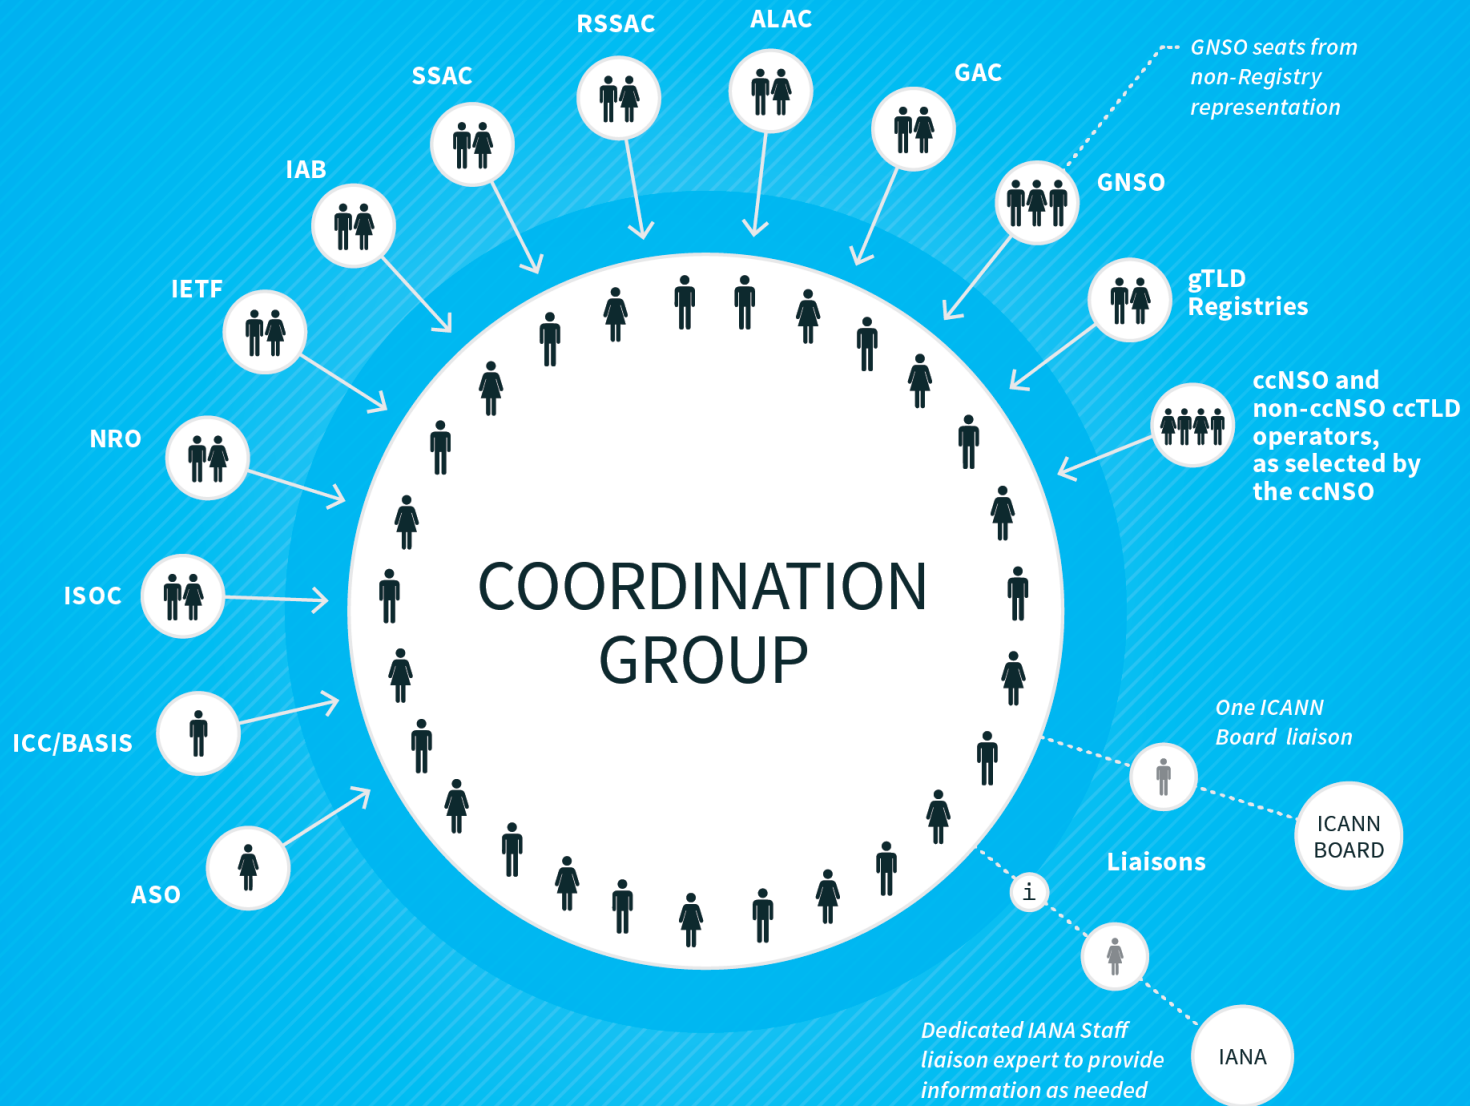 RSSAC
ALAC
SSAC
GAC
GNSO seats from
non-Registry
representation
IAB
GNSO
IETF
gTLD
Registries
ccNSO and
non-ccNSO ccTLD
operators,
as selected by
the ccNSO
NRO
ISOC
COORDINATION
GROUP
ICC/BASIS
One ICANN
Board liaison
ICANN
BOARD
Liaisons
i
ASO
Dedicated IANA Staff
liaison expert to provide
information as needed
IANA